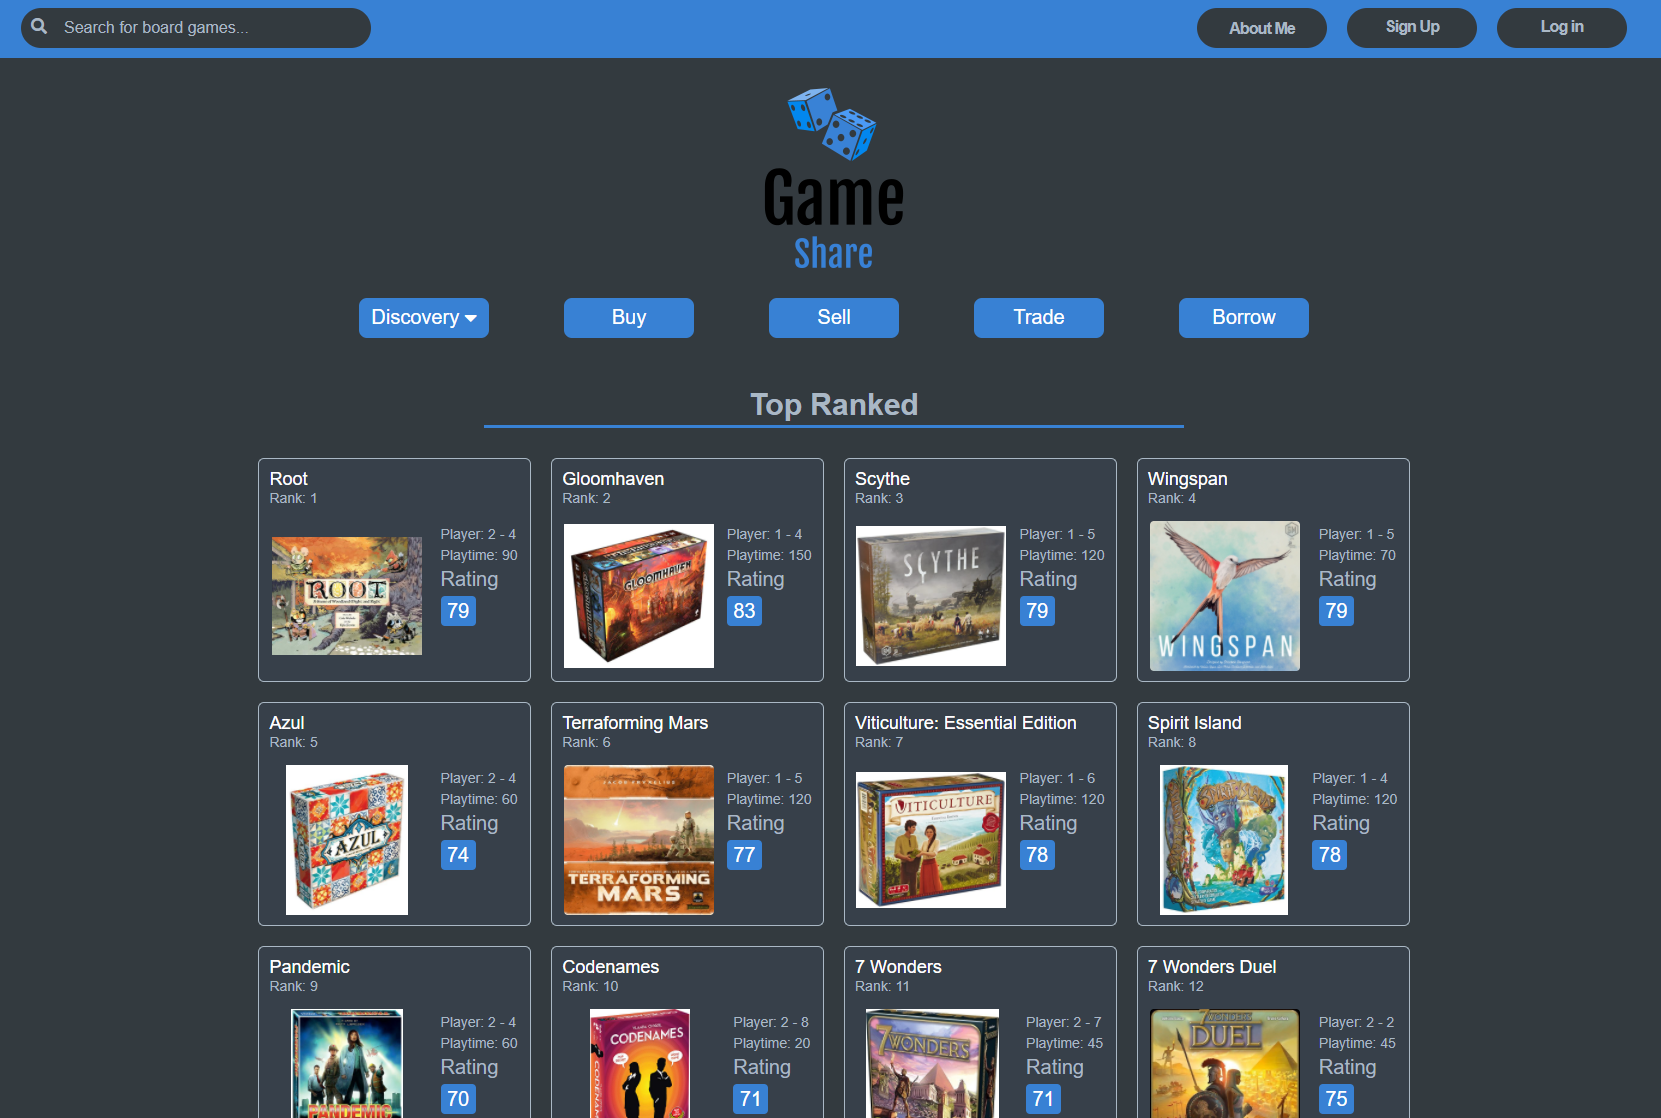 Search for board games...
About Me
Sign Up
Log in
Game
Share
Discovery
Buy
Sell
Trade
Borrow
Top Ranked
Root
Rank: 1
Player: 2 - 4
Playtime: 90
Rating
79
ROOT
Gloomhaven
Rank: 2
Player: 1 - 4
Playtime: 150
Rating
83
GLOOMHAVEN
Scythe
Rank: 3
Player: 1 - 5
Playtime: 120
Rating
79
SCYTHE
Wingspan
Rank: 4
Player: 1 - 5
Playtime: 70
Rating
79
WINGSPAN
Azul
Rank: 5
Player: 2 - 4
Playtime: 60
Rating
74
AZUL
Terraforming Mars
Rank: 6
Player: 1 - 5
Playtime: 120
Rating
77
TERRAFORMING
MARS
Viticulture: Essential Edition
Rank: 7
Player: 1 - 6
Playtime: 120
Rating
78
VITICULTURE
Spirit Island
Rank: 8
Player: 1 - 4
Playtime: 120
Rating
78
Pandemic
Rank: 9
Player: 2 - 4
Playtime: 60
Rating
70
PANDEMIC
Codenames
Rank: 10
Player: 2 - 8
Playtime: 20
Rating
71
CODENAMES
7 Wonders
Rank: 11
Player: 2 - 7
Playtime: 45
Rating
71
7 WONDERS
7 Wonders Duel
Rank: 12
Player: 2 - 2
Playtime: 45
Rating
75
7 WONDERS
DUEL